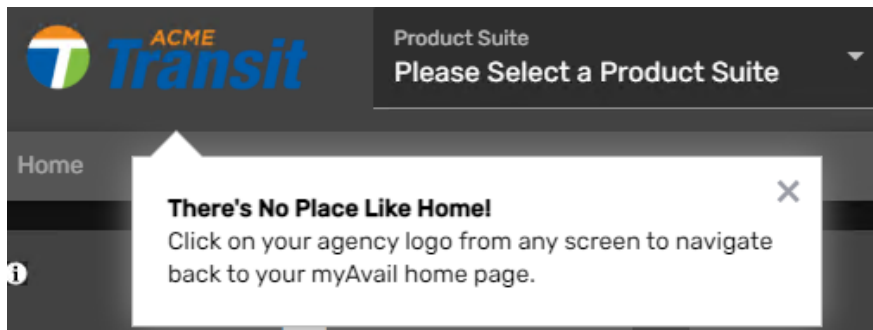 ACME
Transit
Product Suite
Please Select a Product Suite
Home
There's No Place Like Home!
Click on your agency logo from any screen to navigate
back to your myAvail home page.